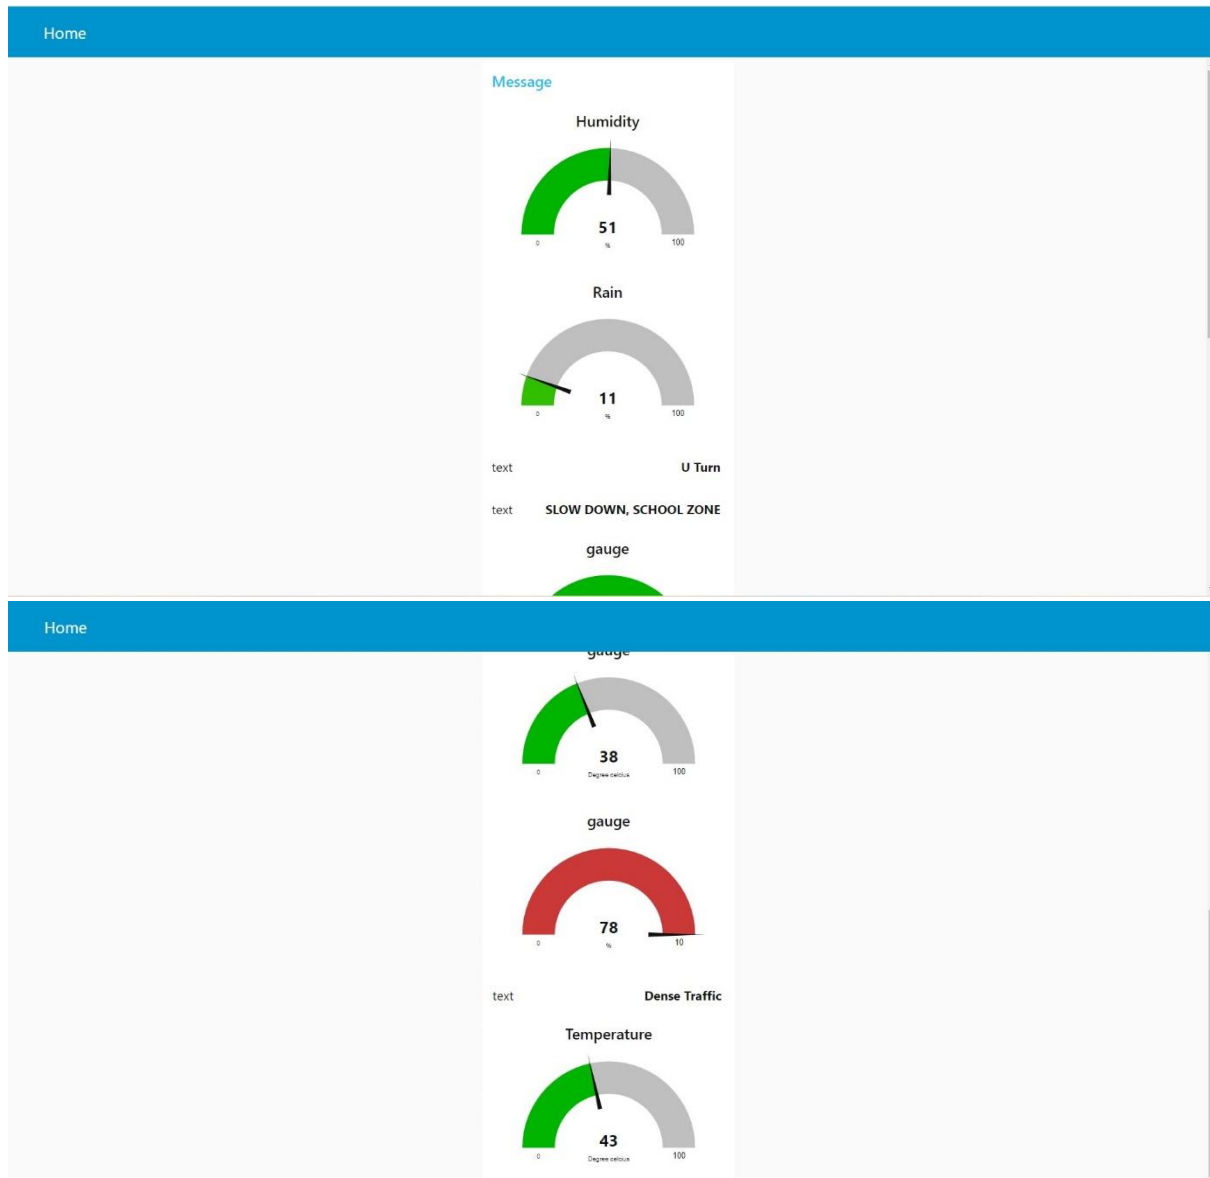 Home
Message
Humidity
51
%
0
100
Rain
11
%
0
100
text U Turn
text SLOW DOWN, SCHOOL ZONE
gauge
Home
gauge
38
Degree celcius
0
100
gauge
78
%
0
10
text Dense Traffic
Temperature
43
Degree celcius
0
100